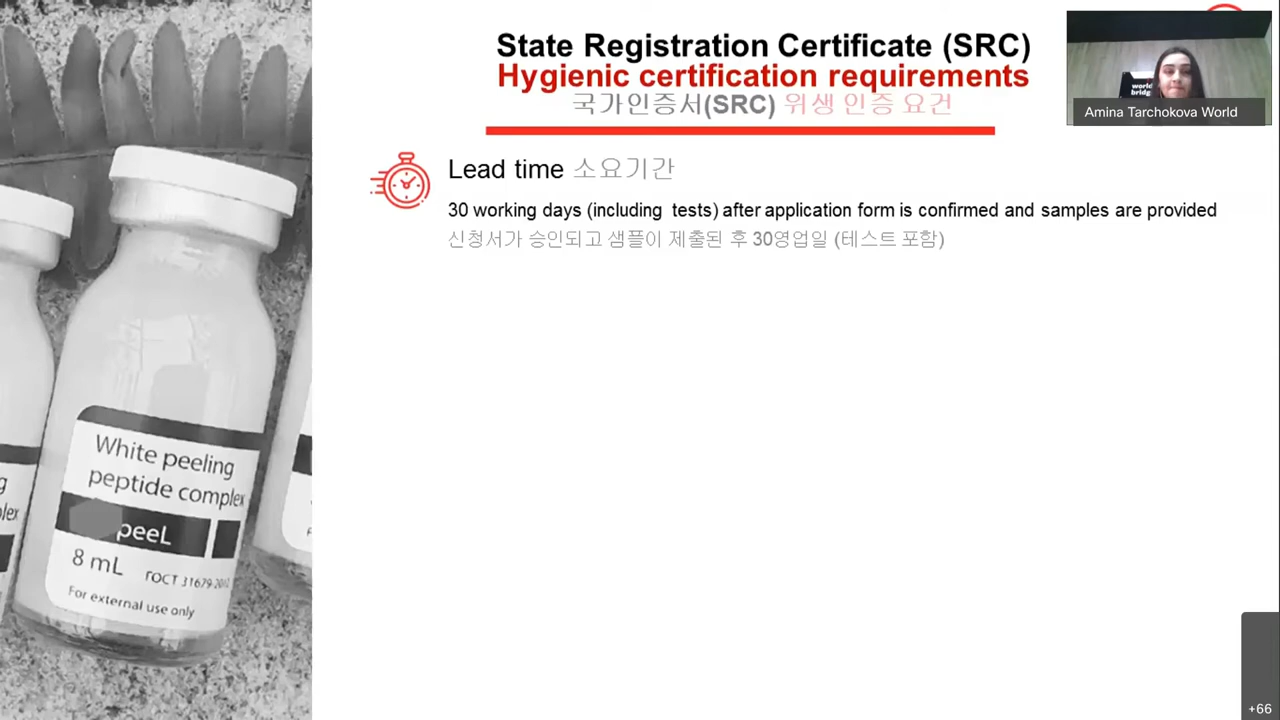 State Registration Certificate (SRC)
Hygienic certification requirements
국가인증서(SRC) 위생 인증 요건
world
bridg
Amina Tarchokova World
Lead time 소요기간
30 working days (including tests) after application form is confirmed and samples are provided
신청서가 승인되고 샘플이 제출된 후 30영업일 (테스트 포함)
White peeling
peptide complex
peeL
8 mL ГОСТ 31679-2012
For external use only
g
plex
+66